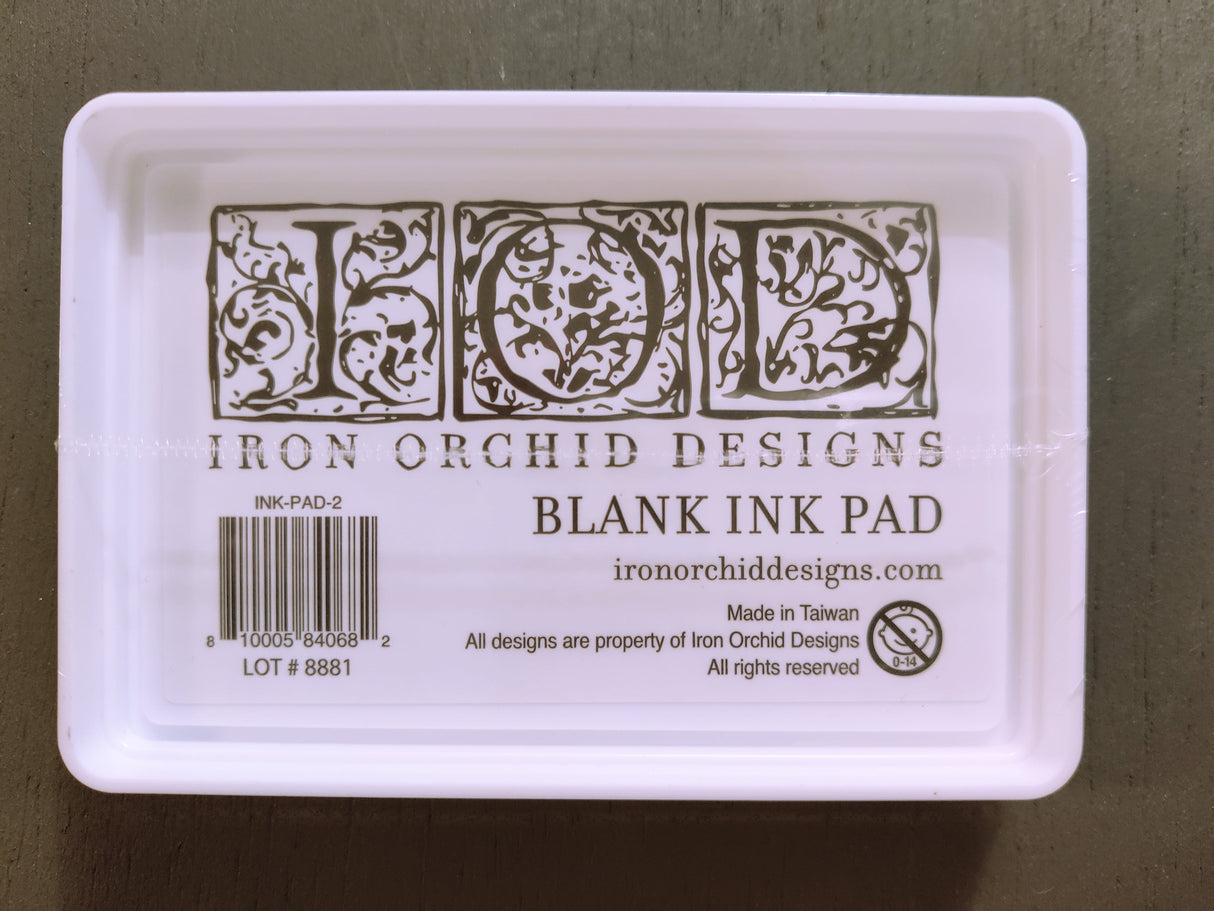 IOD
IRON ORCHID DESIGNS
INK-PAD-2
8 10005 84068 2
LOT # 8881
BLANK INK PAD
ironorchiddesigns.com
Made in Taiwan
All designs are property of Iron Orchid Designs
All rights reserved
0-14